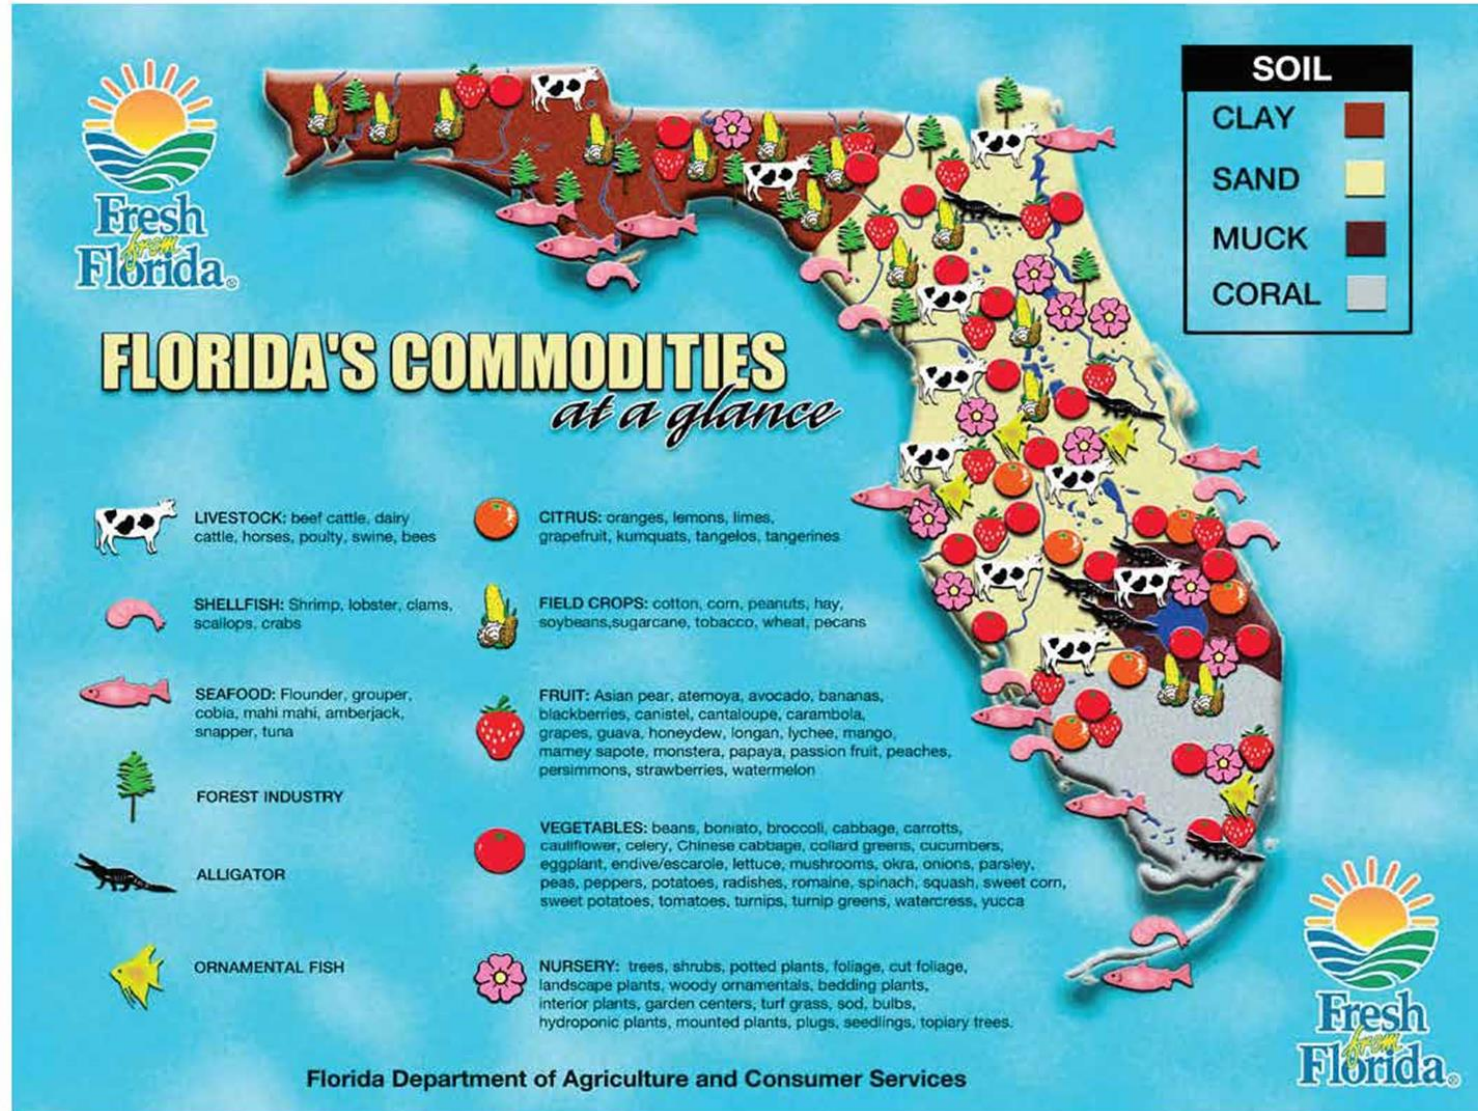 Fresh
from
Florida®
SOIL
CLAY
SAND
MUCK
CORAL
FLORIDA'S COMMODITIES
at a glance
LIVESTOCK: beef cattle, dairy
cattle, horses, poulty, swine, bees
SHELLFISH: Shrimp, lobster, clams,
scallops, crabs
SEAFOOD: Flounder, grouper,
cobia, mahi mahi, amberjack,
snapper, tuna
FOREST INDUSTRY
ALLIGATOR
ORNAMENTAL FISH
CITRUS: oranges, lemons, limes,
grapefruit, kumquats, tangelos, tangerines
FIELD CROPS: cotton, corn, peanuts, hay,
soybeans,sugarcane, tobacco, wheat, pecans
FRUIT: Asian pear, atemoya, avocado, bananas,
blackberries, canistel, cantaloupe, carambola,
grapes, guava, honeydew, longan, lychee, mango,
mamey sapote, monstera, papaya, passion fruit, peaches,
persimmons, strawberries, watermelon
VEGETABLES: beans, boniato, broccoli, cabbage, carrotts,
cauliflower, celery, Chinese cabbage, collard greens, cucumbers,
eggplant, endive/escarole, lettuce, mushrooms, okra, onions, parsley,
peas, peppers, potatoes, radishes, romaine, spinach, squash, sweet corn,
sweet potatoes, tomatoes, turnips, turnip greens, watercress, yucca
NURSERY: trees, shrubs, potted plants, foliage, cut foliage,
landscape plants, woody ornamentals, bedding plants,
interior plants, garden centers, turf grass, sod, bulbs,
hydroponic plants, mounted plants, plugs, seedlings, topiary trees.
Florida Department of Agriculture and Consumer Services
Fresh
from
Florida®